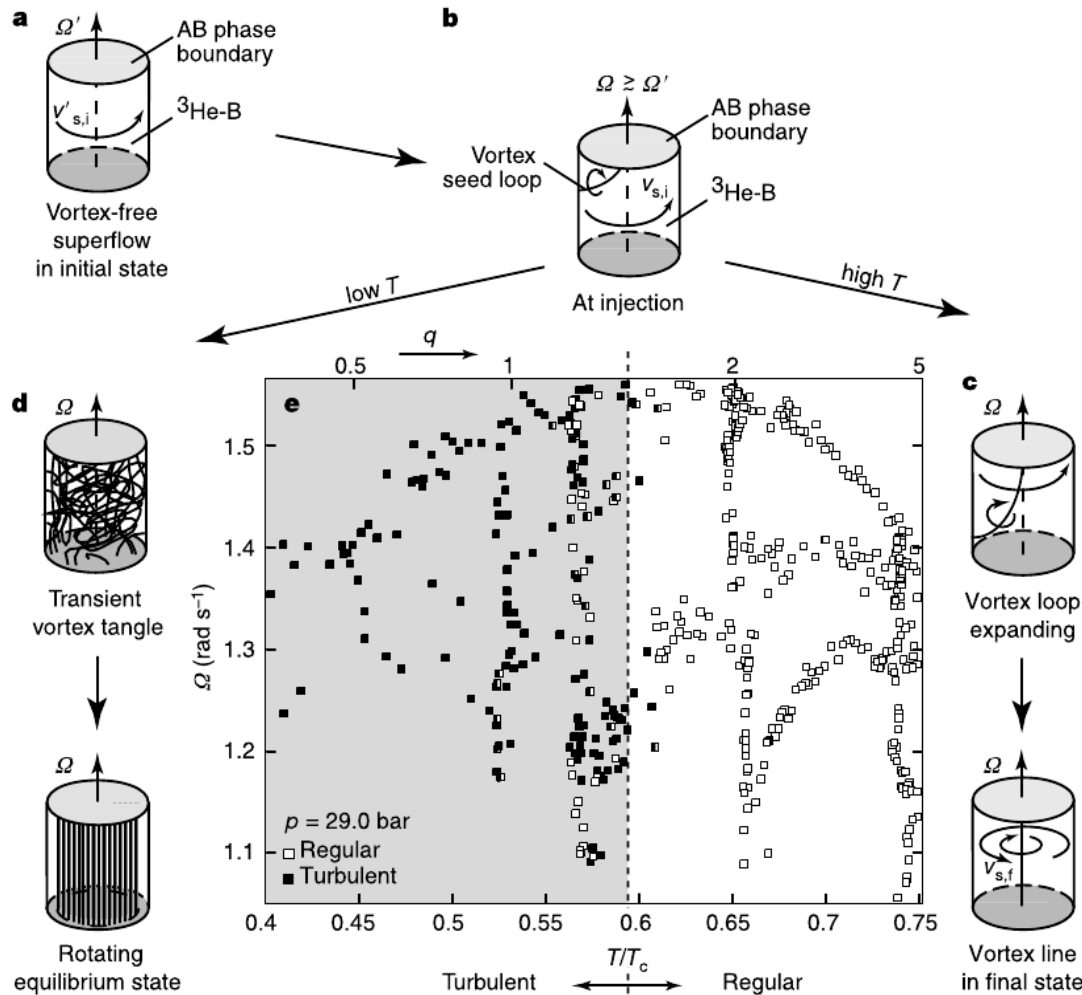 a
Ω′
AB phase
boundary
v′s,i
³He-B
Vortex-free
superflow
in initial state
b
Ω ≳ Ω′
AB phase
boundary
Vortex
seed loop
vs,i
³He-B
At injection
low T
high T
d
Ω
Transient
vortex tangle
Ω
Rotating
equilibrium state
q
0.5 1 2 5
e
Ω (rad s⁻¹)
1.5
1.4
1.3
1.2
1.1
p = 29.0 bar
Regular
Turbulent
0.4 0.45 0.5 0.55 0.6 0.65 0.7 0.75
T/Tc
Turbulent Regular
c
Ω
Vortex loop
expanding
Ω
vs,f
Vortex line
in final state